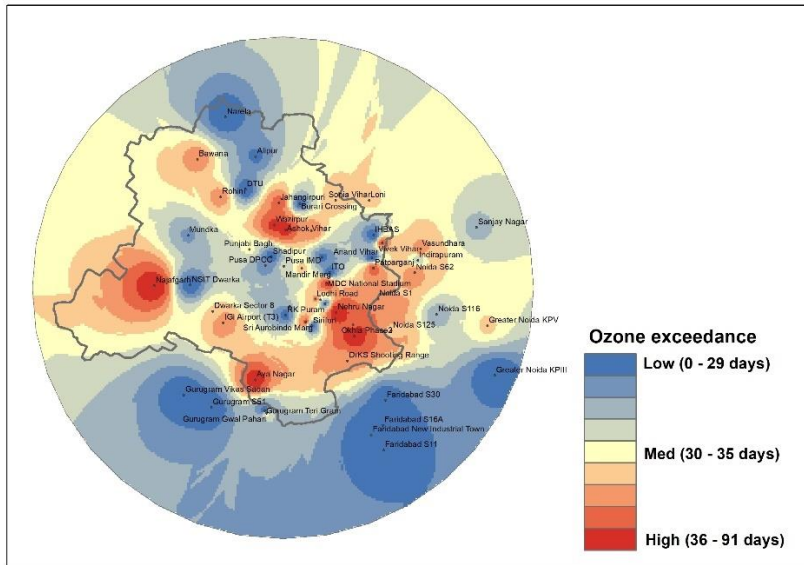 Narela
Alipur
Bawana
DTU
Rohini
Jahangirpuri
Burari Crossing
Sonia Vihar
Loni
Wazirpur
Ashok Vihar
Sanjay Nagar
Mundka
IHBAS
Punjabi Bagh
Shadipur
Anand Vihar
Vivek Vihar
Vasundhara
Pusa DPCC
Pusa IMD
Patparganj
Indirapuram
Mandir Marg
ITO
Noida S62
Najafgarh
NSIT Dwarka
MDC National Stadium
Lodhi Road
Noida S1
Dwarka Sector 8
RK Puram
Nehru Nagar
Noida S116
IGI Airport (T3)
Sirifort
Sri Aurobindo Marg
Okhla Phase2
Noida S125
Greater Noida KPV
DrKS Shooting Range
Aya Nagar
Greater Noida KPIII
Gurugram Vikas Sadan
Gurugram S51
Gurugram Teri Gram
Gurugram Gwal Pahari
Faridabad S30
Faridabad S16A
Faridabad New Industrial Town
Faridabad S11
Ozone exceedance
Low (0 - 29 days)
Med (30 - 35 days)
High (36 - 91 days)